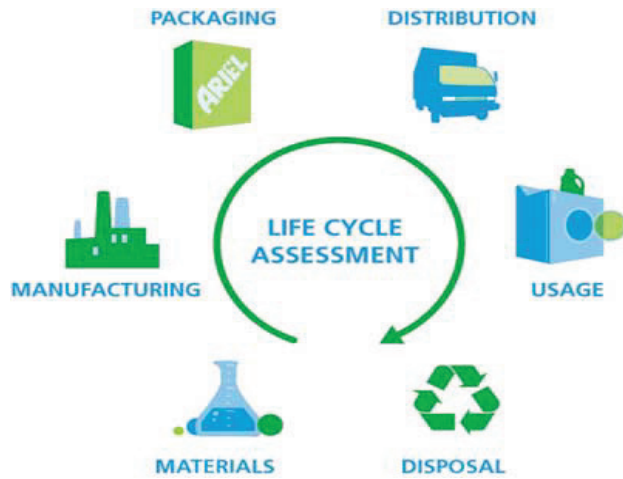 PACKAGING
DISTRIBUTION
ARIEL
LIFE CYCLE
ASSESSMENT
MANUFACTURING
USAGE
MATERIALS
DISPOSAL